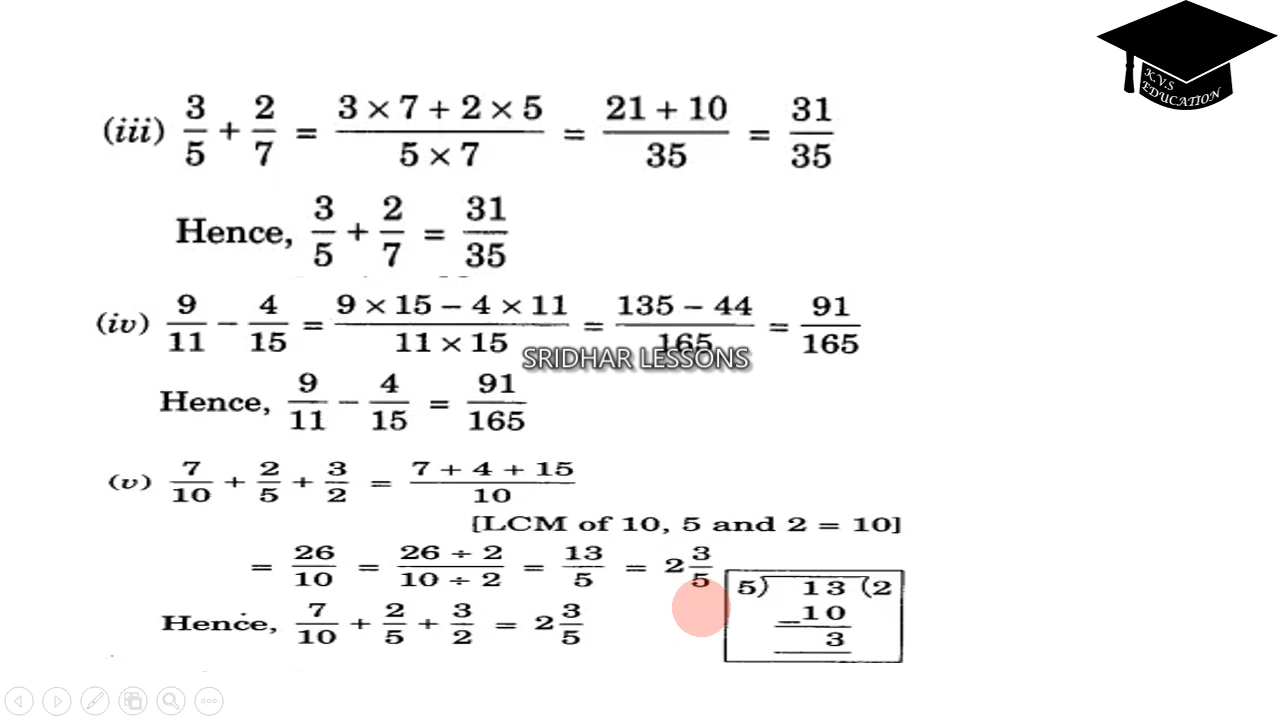 K.V.S
EDUCATION
(iii) 3/5 + 2/7 = (3 × 7 + 2 × 5)/(5 × 7) = (21 + 10)/35 = 31/35
Hence, 3/5 + 2/7 = 31/35
(iv) 9/11 − 4/15 = (9 × 15 − 4 × 11)/(11 × 15) = (135 − 44)/165 = 91/165
SRIDHAR LESSONS
Hence, 9/11 − 4/15 = 91/165
(v) 7/10 + 2/5 + 3/2 = (7 + 4 + 15)/10
[LCM of 10, 5 and 2 = 10]
= 26/10 = (26 ÷ 2)/(10 ÷ 2) = 13/5 = 2 3/5
5) 13 (2
−10
3
Hence, 7/10 + 2/5 + 3/2 = 2 3/5